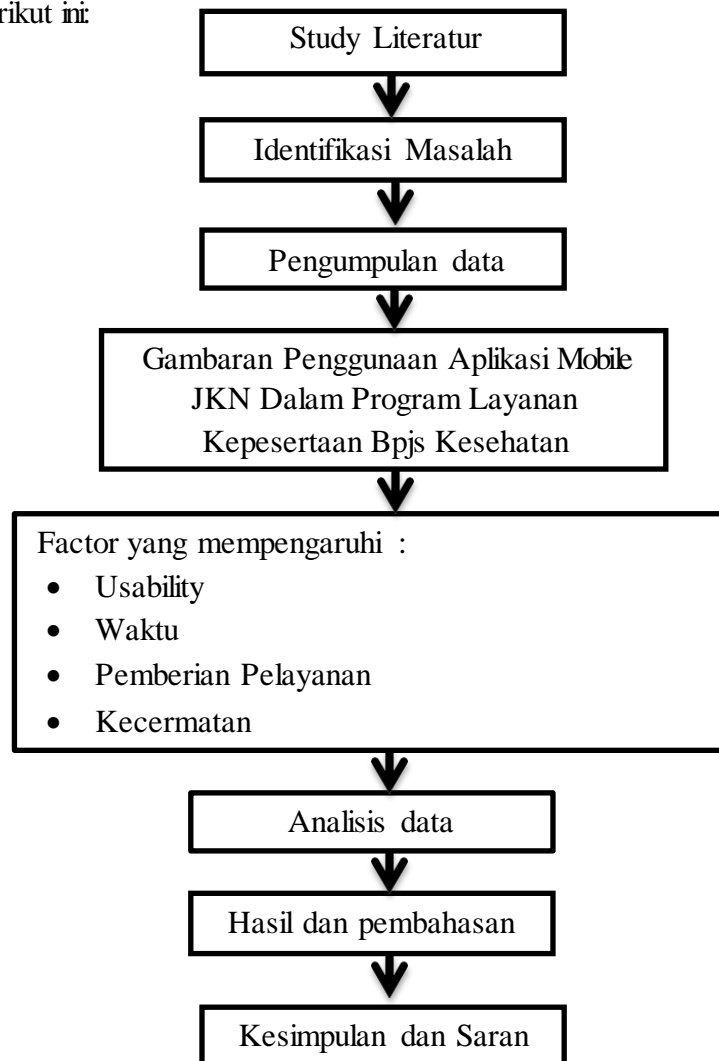 rikut ini:
Study Literatur
Identifikasi Masalah
Pengumpulan data
Gambaran Penggunaan Aplikasi Mobile
JKN Dalam Program Layanan
Kepesertaan Bpjs Kesehatan
Factor yang mempengaruhi :
• Usability
• Waktu
• Pemberian Pelayanan
• Kecermatan
Analisis data
Hasil dan pembahasan
Kesimpulan dan Saran